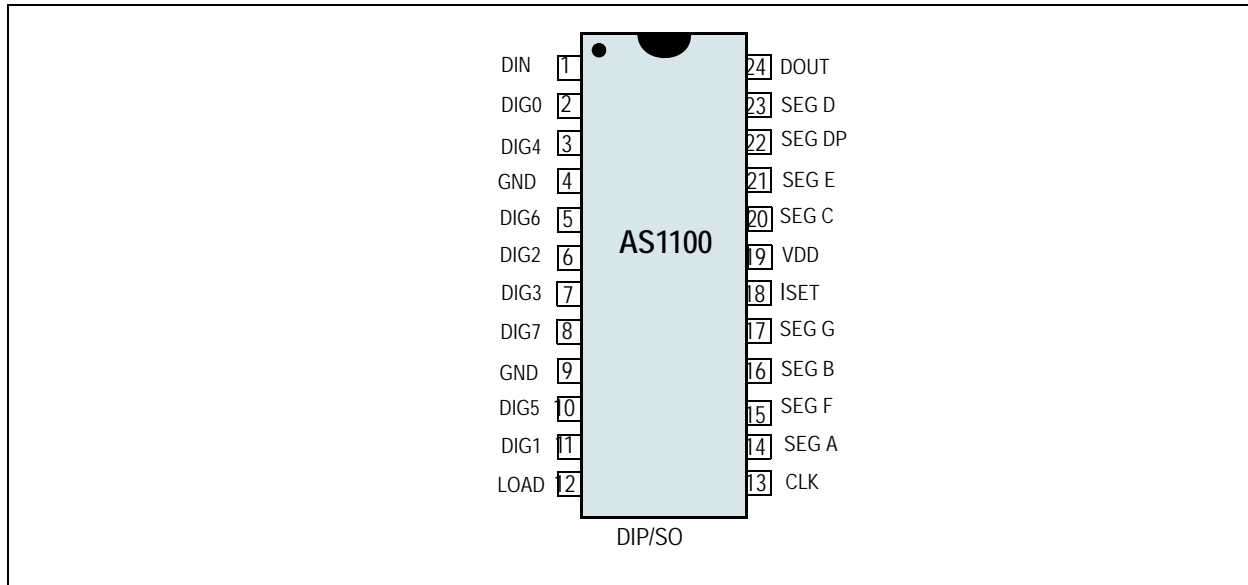 DIN 1 24 DOUT
DIG0 2 23 SEG D
DIG4 3 22 SEG DP
GND 4 21 SEG E
DIG6 5 20 SEG C
DIG2 6 AS1100 19 VDD
DIG3 7 18 ISET
DIG7 8 17 SEG G
GND 9 16 SEG B
DIG5 10 15 SEG F
DIG1 11 14 SEG A
LOAD 12 13 CLK
DIP/SO